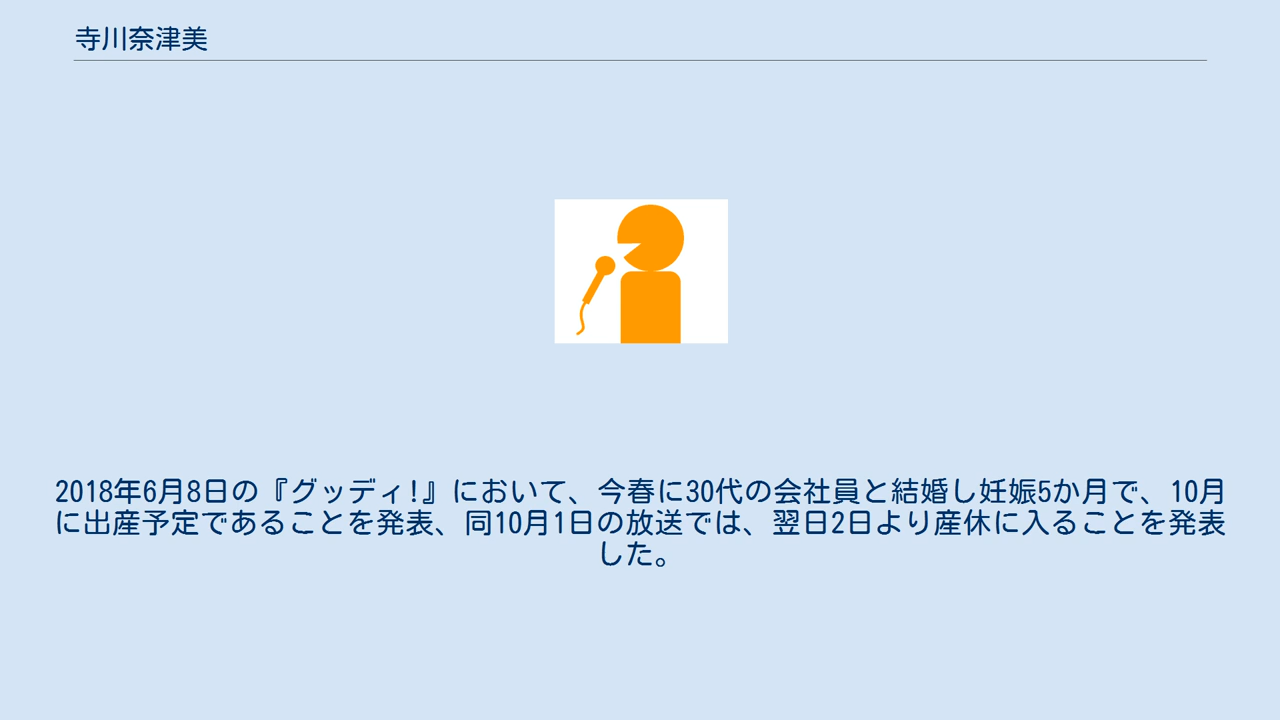 寺川奈津美
2018年6月8日の『グッディ!』において、今春に30代の会社員と結婚し妊娠5か月で、10月
に出産予定であることを発表、同10月1日の放送では、翌日2日より産休に入ることを発表
した。